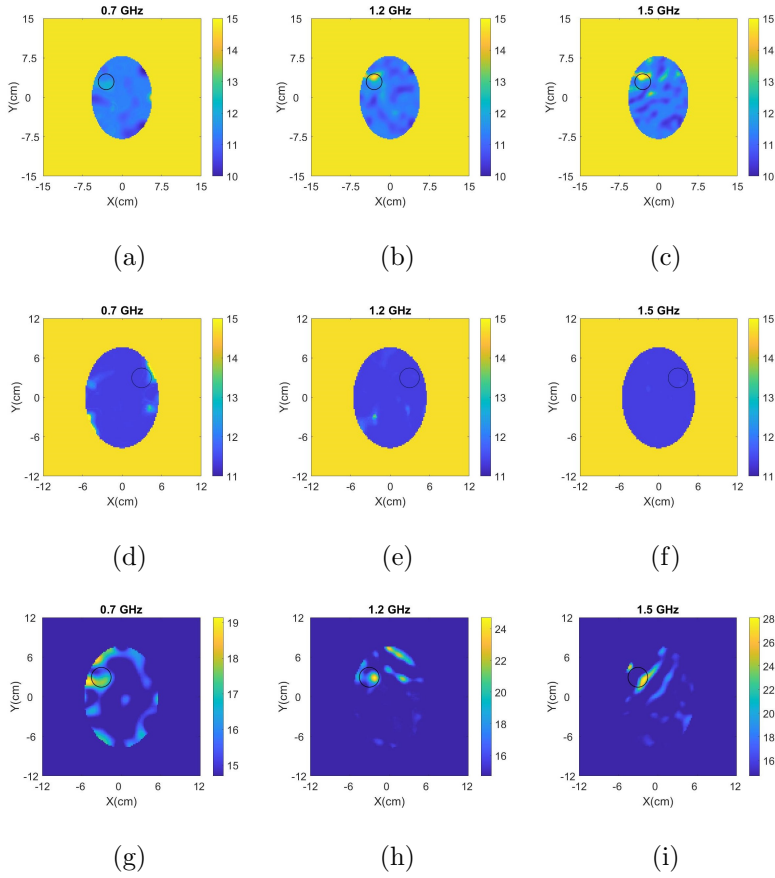 0.7 GHz
1.2 GHz
1.5 GHz
15
7.5
0
-7.5
-15
Y(cm)
-15 -7.5 0 7.5 15
X(cm)
15
14
13
12
11
10
15
7.5
0
-7.5
-15
Y(cm)
-15 -7.5 0 7.5 15
X(cm)
15
14
13
12
11
10
15
7.5
0
-7.5
-15
Y(cm)
-15 -7.5 0 7.5 15
X(cm)
15
14
13
12
11
10
(a)
(b)
(c)
0.7 GHz
1.2 GHz
1.5 GHz
12
6
0
-6
-12
Y(cm)
-12 -6 0 6 12
X(cm)
15
14
13
12
11
12
6
0
-6
-12
Y(cm)
-12 -6 0 6 12
X(cm)
15
14
13
12
11
12
6
0
-6
-12
Y(cm)
-12 -6 0 6 12
X(cm)
15
14
13
12
11
(d)
(e)
(f)
0.7 GHz
1.2 GHz
1.5 GHz
12
6
0
-6
-12
Y(cm)
-12 -6 0 6 12
X(cm)
19
18
17
16
15
12
6
0
-6
-12
Y(cm)
-12 -6 0 6 12
X(cm)
24
22
20
18
16
12
6
0
-6
-12
Y(cm)
-12 -6 0 6 12
X(cm)
28
26
24
22
20
18
16
(g)
(h)
(i)